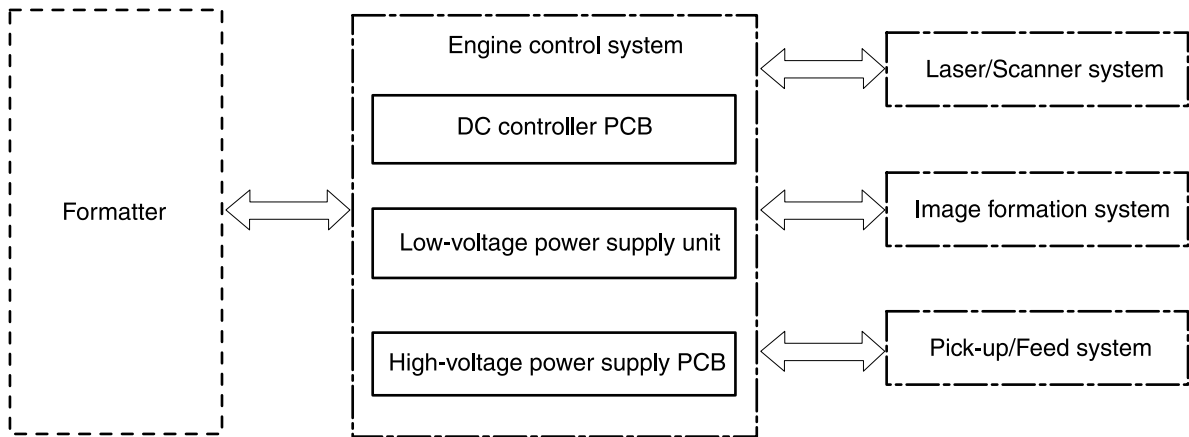 Formatter
Engine control system
DC controller PCB
Low-voltage power supply unit
High-voltage power supply PCB
Laser/Scanner system
Image formation system
Pick-up/Feed system